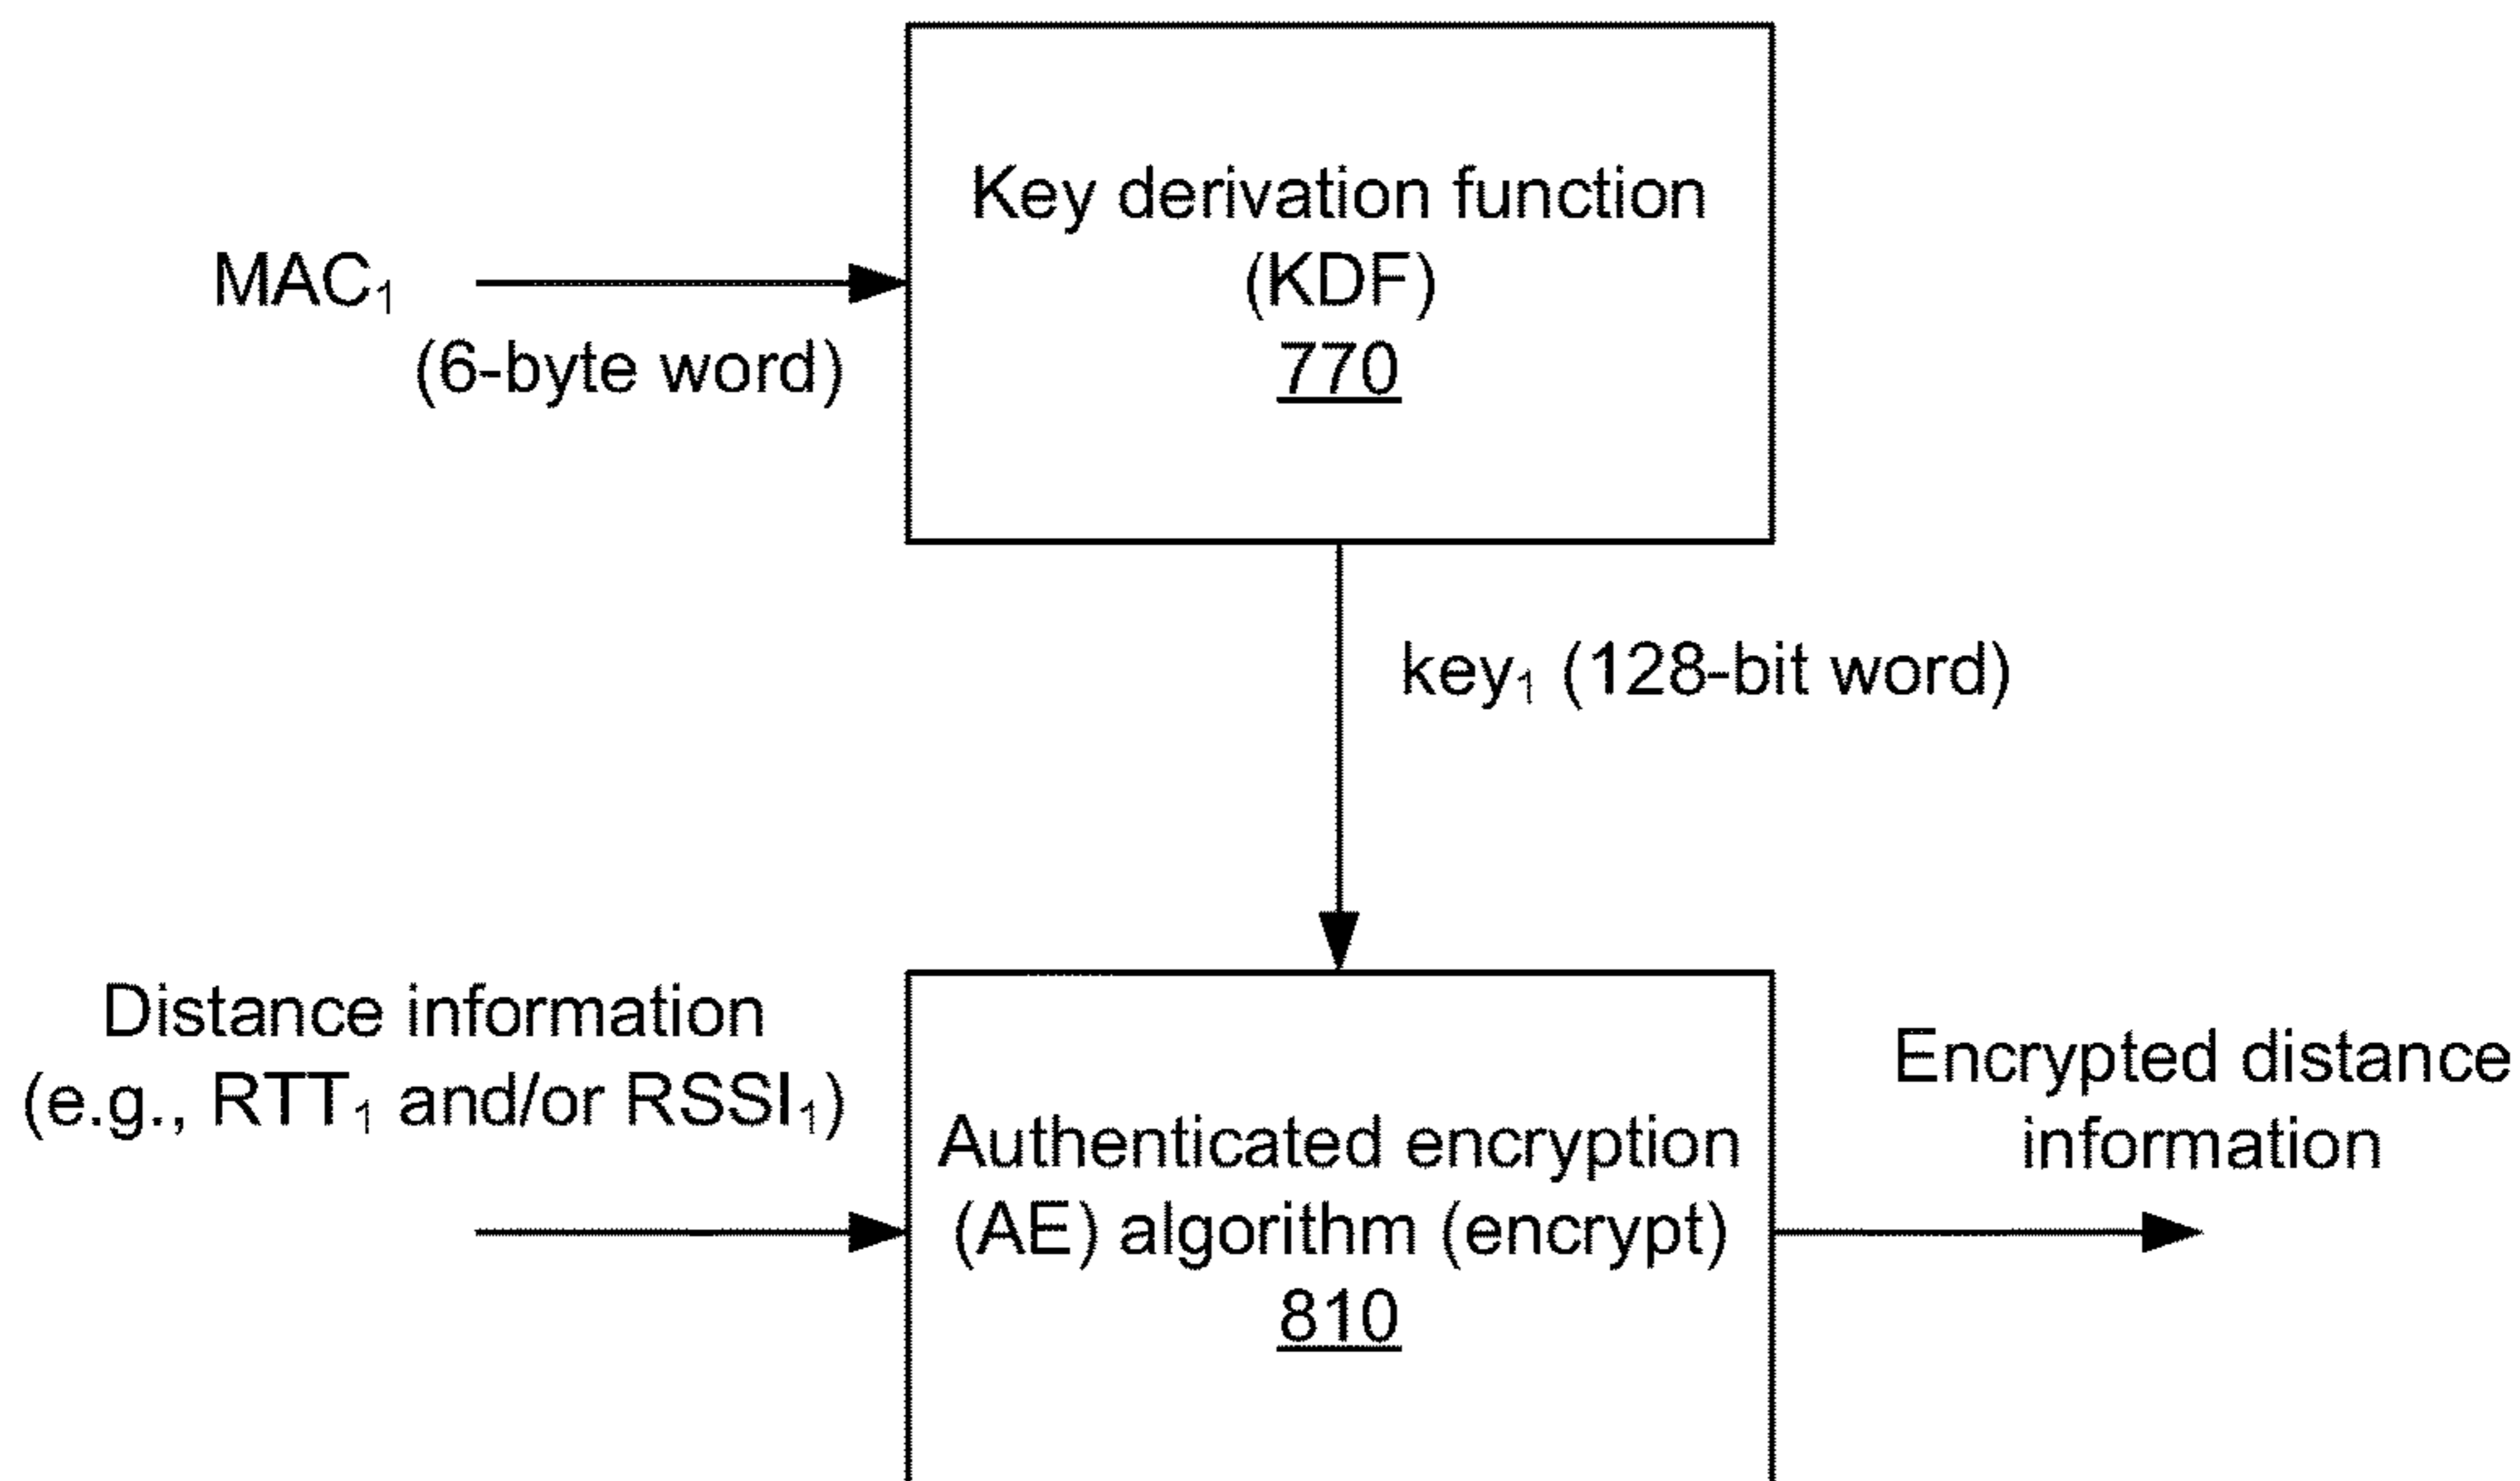 Key derivation function
(KDF)
770
MAC₁
(6-byte word)
key₁ (128-bit word)
Distance information
(e.g., RTT₁ and/or RSSI₁)
Authenticated encryption
(AE) algorithm (encrypt)
810
Encrypted distance
information